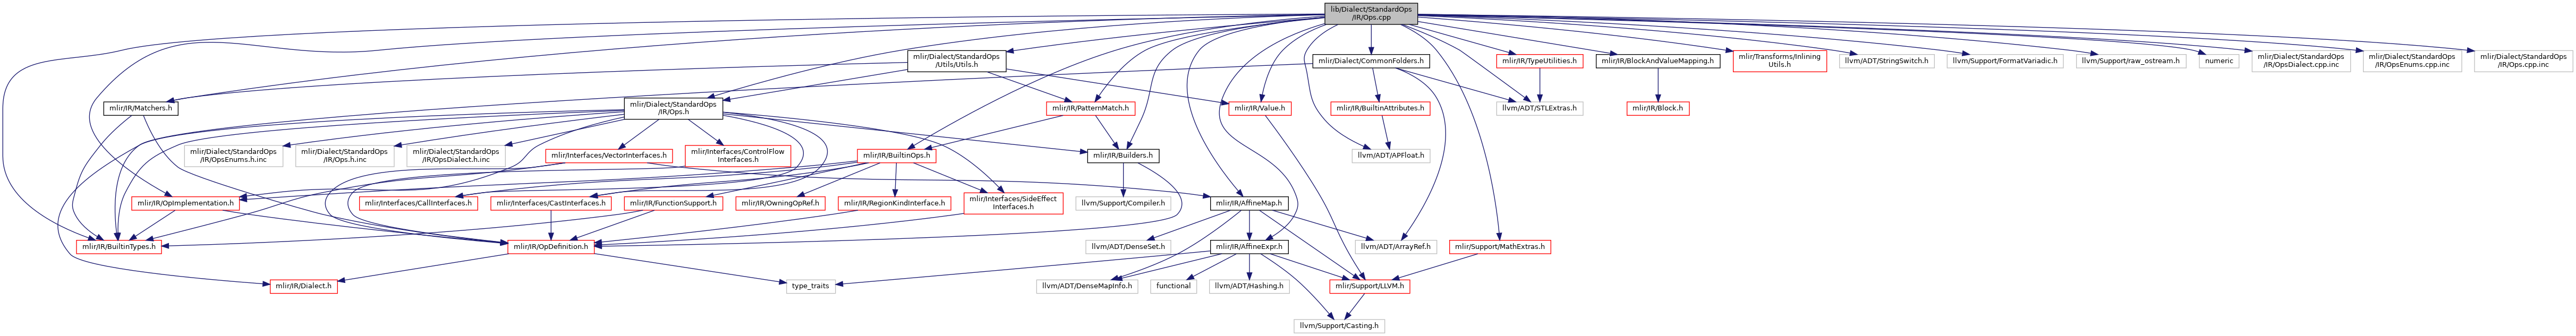 lib/Dialect/StandardOps
/IR/Ops.cpp
mlir/Dialect/StandardOps
/Utils/Utils.h
mlir/Dialect/CommonFolders.h
mlir/IR/TypeUtilities.h
mlir/IR/BlockAndValueMapping.h
mlir/Transforms/Inlining
Utils.h
llvm/ADT/StringSwitch.h
llvm/Support/FormatVariadic.h
llvm/Support/raw_ostream.h
numeric
mlir/Dialect/StandardOps
/IR/OpsDialect.cpp.inc
mlir/Dialect/StandardOps
/IR/OpsEnums.cpp.inc
mlir/Dialect/StandardOps
/IR/Ops.cpp.inc
mlir/IR/Matchers.h
mlir/Dialect/StandardOps
/IR/Ops.h
mlir/IR/PatternMatch.h
mlir/IR/Value.h
mlir/IR/BuiltinAttributes.h
llvm/ADT/STLExtras.h
mlir/IR/Block.h
mlir/Dialect/StandardOps
/IR/OpsEnums.h.inc
mlir/Dialect/StandardOps
/IR/Ops.h.inc
mlir/Dialect/StandardOps
/IR/OpsDialect.h.inc
mlir/Interfaces/VectorInterfaces.h
mlir/Interfaces/ControlFlow
Interfaces.h
mlir/IR/BuiltinOps.h
mlir/IR/Builders.h
llvm/ADT/APFloat.h
mlir/IR/OpImplementation.h
mlir/Interfaces/CallInterfaces.h
mlir/Interfaces/CastInterfaces.h
mlir/IR/FunctionSupport.h
mlir/IR/OwningOpRef.h
mlir/IR/RegionKindInterface.h
mlir/Interfaces/SideEffect
Interfaces.h
llvm/Support/Compiler.h
mlir/IR/AffineMap.h
mlir/IR/BuiltinTypes.h
mlir/IR/OpDefinition.h
llvm/ADT/DenseSet.h
mlir/IR/AffineExpr.h
llvm/ADT/ArrayRef.h
mlir/Support/MathExtras.h
mlir/IR/Dialect.h
type_traits
llvm/ADT/DenseMapInfo.h
functional
llvm/ADT/Hashing.h
mlir/Support/LLVM.h
llvm/Support/Casting.h